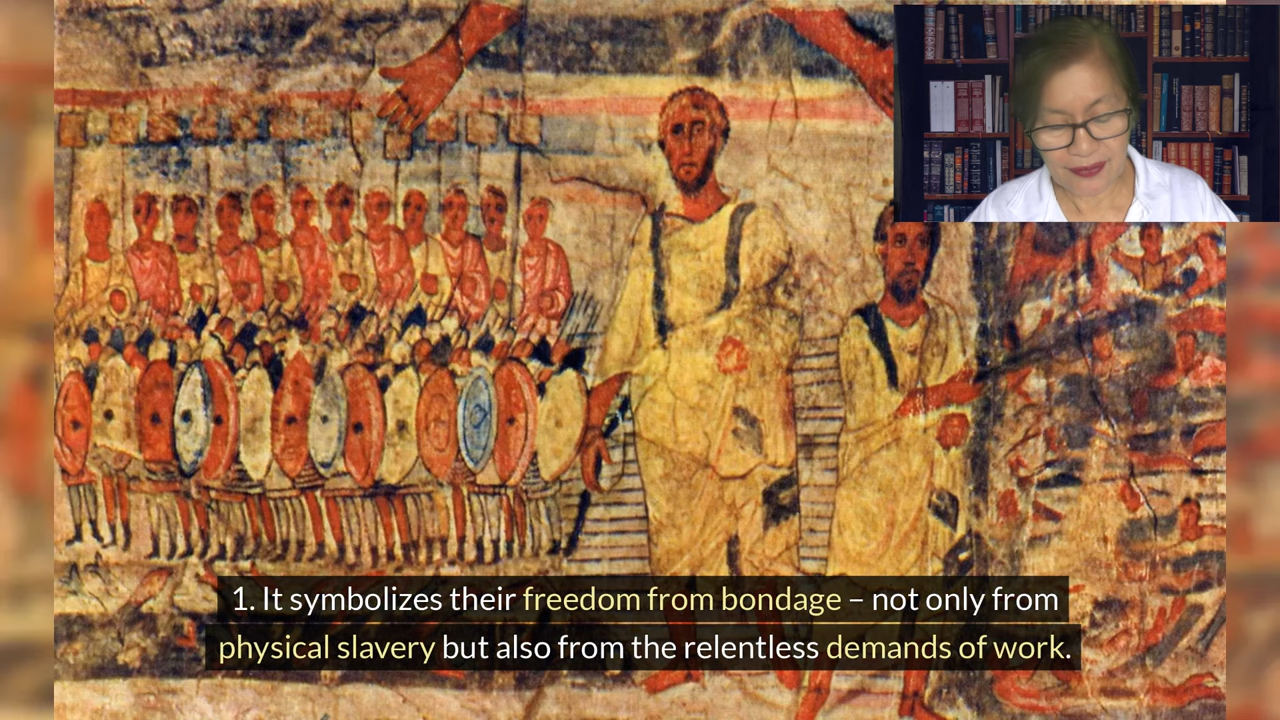 1. It symbolizes their freedom from bondage – not only from
physical slavery but also from the relentless demands of work.